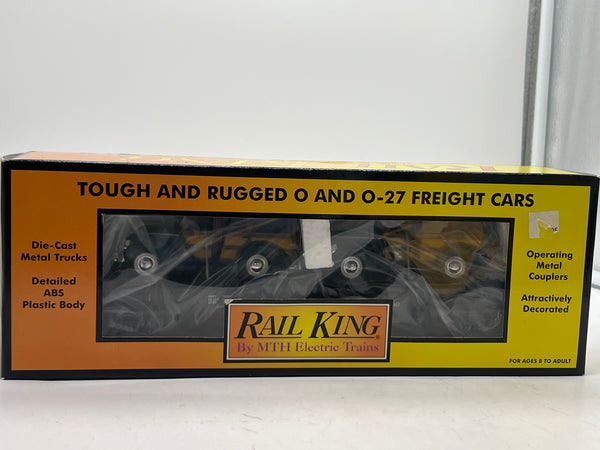 TOUGH AND RUGGED O AND O-27 FREIGHT CARS
Die-Cast
Metal Trucks
Detailed
ABS
Plastic Body
Operating
Metal
Couplers
Attractively
Decorated
RAIL KING®
By MTH Electric Trains
FOR AGES 8 TO ADULT